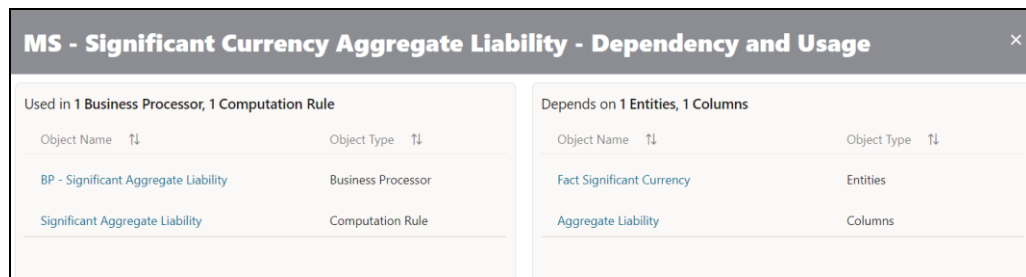 MS - Significant Currency Aggregate Liability - Dependency and Usage ×
Used in 1 Business Processor, 1 Computation Rule
Object Name ↑↓ Object Type ↑↓
BP - Significant Aggregate Liability Business Processor
Significant Aggregate Liability Computation Rule
Depends on 1 Entities, 1 Columns
Object Name ↑↓ Object Type ↑↓
Fact Significant Currency Entities
Aggregate Liability Columns